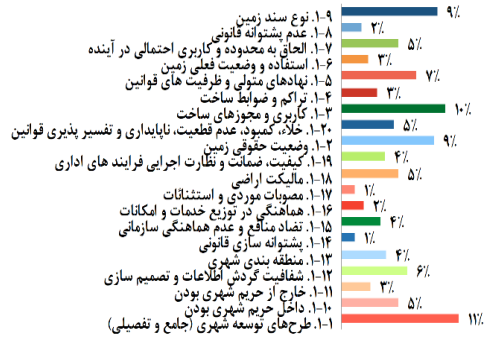 ۱-۹. نوع سند زمین ۹٪
۱-۸. عدم پشتوانه قانونی ۲٪
۱-۷. الحاق به محدوده و کاربری احتمالی در آینده ۵٪
۱-۶. استفاده و وضعیت فعلی زمین ۳٪
۱-۵. نهادهای متولی و ظرفیت های قوانین ۷٪
۱-۴. تراکم و ضوابط ساخت ۳٪
۱-۳. کاربری و مجوزهای ساخت ۱۰٪
۱-۲۰. خلاء، کمبود، عدم قطعیت، ناپایداری و تفسیر پذیری قوانین ۵٪
۱-۲. وضعیت حقوقی زمین ۹٪
۱-۱۹. کیفیت، ضمانت و نظارت اجرایی فرایند های اداری ۴٪
۱-۱۸. مالیکت اراضی ۵٪
۱-۱۷. مصوبات موردی و استثنائات ۱٪
۱-۱۶. هماهنگی در توزیع خدمات و امکانات ۲٪
۱-۱۵. تضاد منافع و عدم هماهنگی سازمانی ۴٪
۱-۱۴. پشتوانه سازی قانونی ۱٪
۱-۱۳. منطقه بندی شهری ۴٪
۱-۱۲. شفافیت گردش اطلاعات و تصمیم سازی ۶٪
۱-۱۱. خارج از حریم شهری بودن ۳٪
۱-۱۰. داخل حریم شهری بودن ۵٪
۱-۱. طرح‌های توسعه شهری (جامع و تفصیلی) ۱۱٪